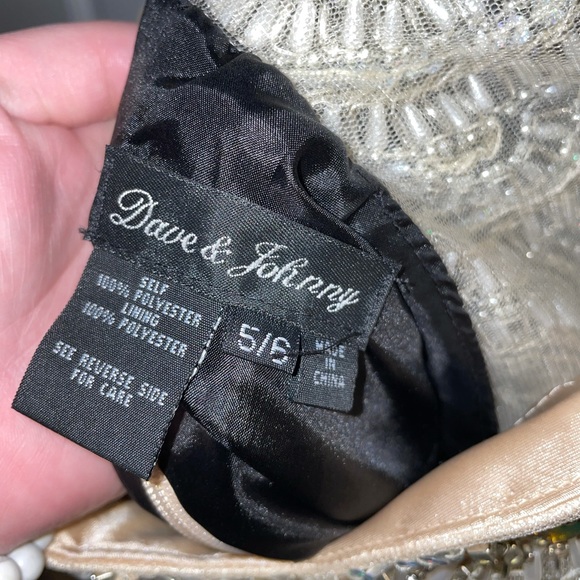 Dave & Johnny
SELF
100% POLYESTER
LINING
100% POLYESTER
SEE REVERSE SIDE
FOR CARE
5/6
MADE
IN
CHINA